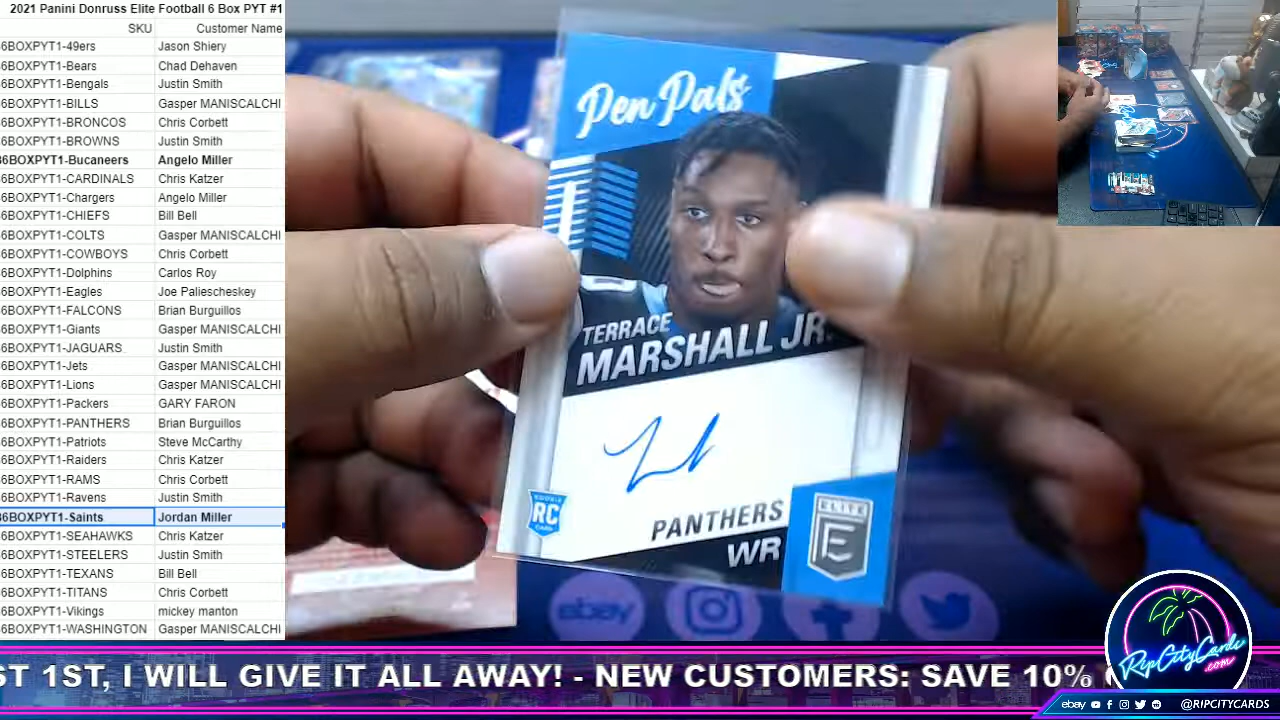 2021 Panini Donruss Elite Football 6 Box PYT #1
SKU Customer Name
6BOXPYT1-49ers Jason Shiery
6BOXPYT1-Bears Chad Dehaven
6BOXPYT1-Bengals Justin Smith
6BOXPYT1-BILLS Gasper MANISCALCHI
6BOXPYT1-BRONCOS Chris Corbett
6BOXPYT1-BROWNS Justin Smith
6BOXPYT1-Bucaneers Angelo Miller
6BOXPYT1-CARDINALS Chris Katzer
6BOXPYT1-Chargers Angelo Miller
6BOXPYT1-CHIEFS Bill Bell
6BOXPYT1-COLTS Gasper MANISCALCHI
6BOXPYT1-COWBOYS Chris Corbett
6BOXPYT1-Dolphins Carlos Roy
6BOXPYT1-Eagles Joe Paliescheskey
6BOXPYT1-FALCONS Brian Burguillos
6BOXPYT1-Giants Gasper MANISCALCHI
6BOXPYT1-JAGUARS Justin Smith
6BOXPYT1-Jets Gasper MANISCALCHI
6BOXPYT1-Lions Gasper MANISCALCHI
6BOXPYT1-Packers GARY FARON
6BOXPYT1-PANTHERS Brian Burguillos
6BOXPYT1-Patriots Steve McCarthy
6BOXPYT1-Raiders Chris Katzer
6BOXPYT1-RAMS Chris Corbett
6BOXPYT1-Ravens Justin Smith
6BOXPYT1-Saints Jordan Miller
6BOXPYT1-SEAHAWKS Chris Katzer
6BOXPYT1-STEELERS Justin Smith
6BOXPYT1-TEXANS Bill Bell
6BOXPYT1-TITANS Chris Corbett
6BOXPYT1-Vikings mickey manton
6BOXPYT1-WASHINGTON Gasper MANISCALCHI
Pen Pals
TERRACE
MARSHALL JR.
ROOKIE
RC
CARD
PANTHERS
WR
ELITE
E
ebay
ST 1ST, I WILL GIVE IT ALL AWAY! - NEW CUSTOMERS: SAVE 10%
RipCityCards
.com
ebay @RIPCITYCARDS